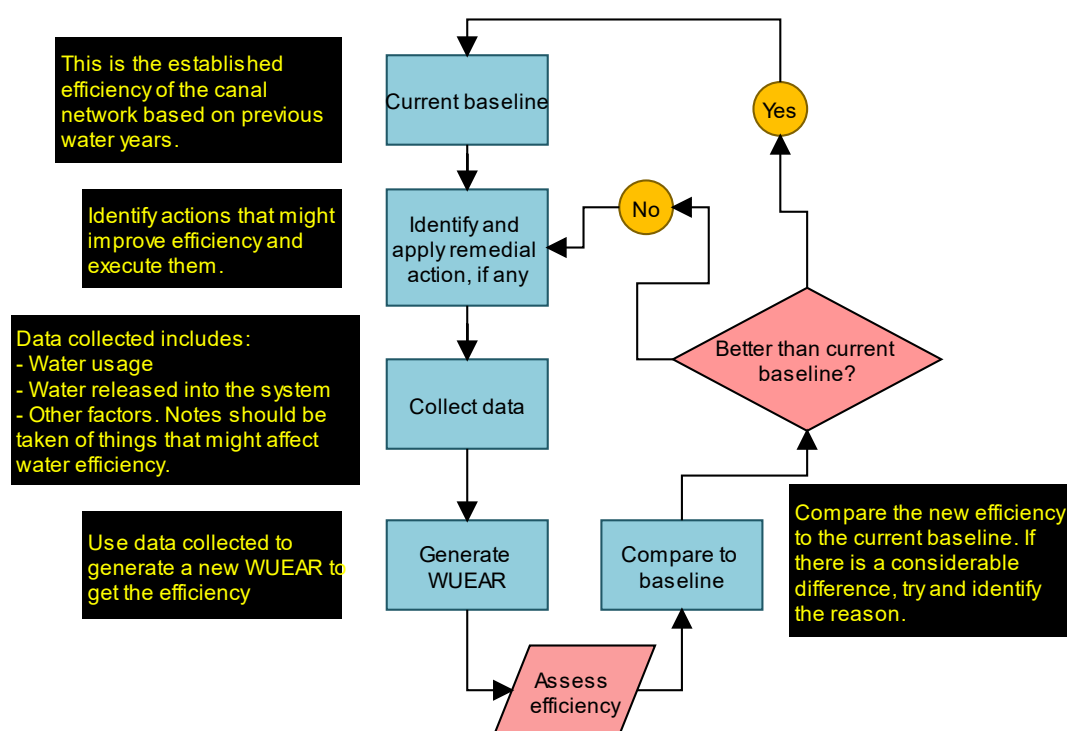 This is the established
efficiency of the canal
network based on previous
water years.
Current baseline
Yes
Identify actions that might
improve efficiency and
execute them.
Identify and
apply remedial
action, if any
No
Data collected includes:
- Water usage
- Water released into the system
- Other factors. Notes should be
taken of things that might affect
water efficiency.
Collect data
Better than current
baseline?
Use data collected to
generate a new WUEAR to
get the efficiency
Generate
WUEAR
Compare to
baseline
Compare the new efficiency
to the current baseline. If
there is a considerable
difference, try and identify
the reason.
Assess
efficiency